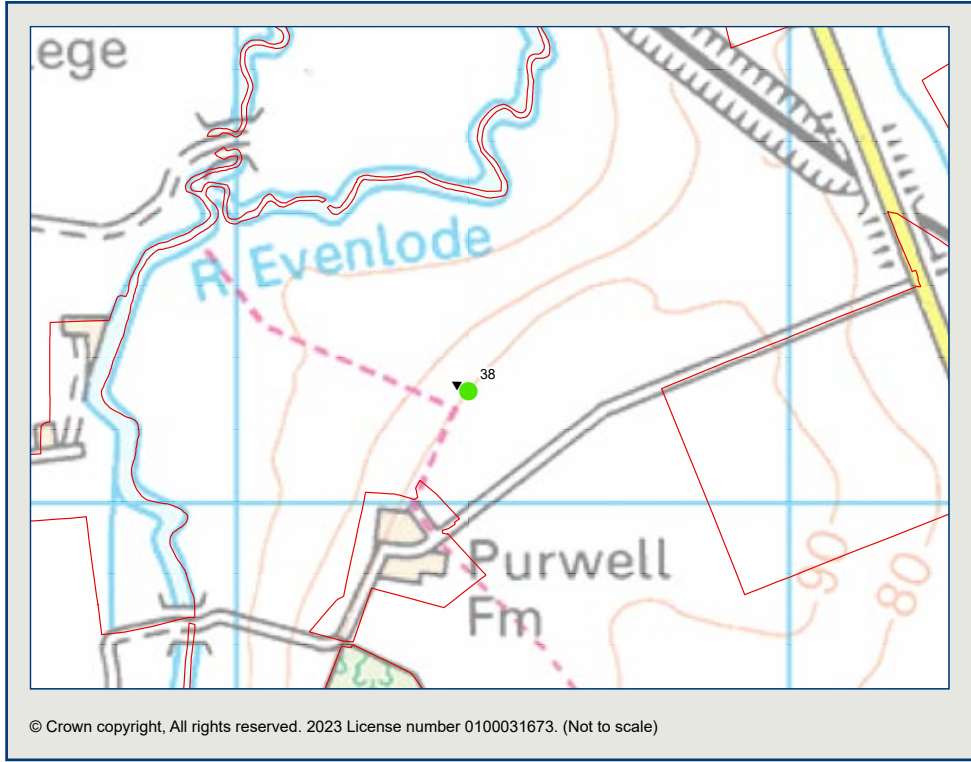 ege
R Evenlode
38
Purwell
Fm
90
80
© Crown copyright, All rights reserved. 2023 License number 0100031673. (Not to scale)